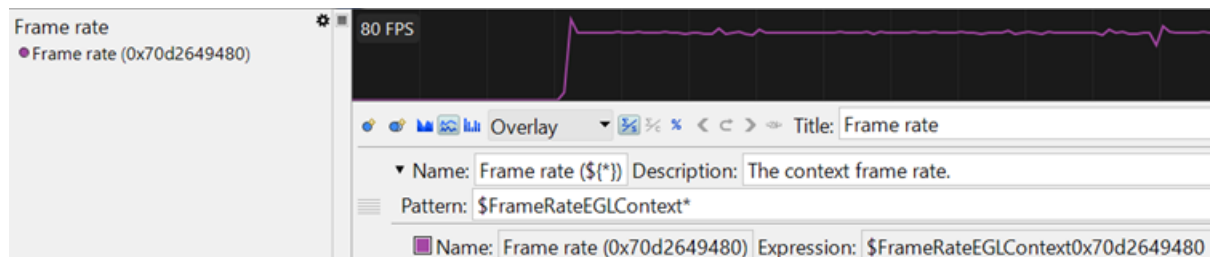 Frame rate
Frame rate (0x70d2649480)
80 FPS
Overlay Title: Frame rate
Name: Frame rate (${*}) Description: The context frame rate.
Pattern: $FrameRateEGLContext*
Name: Frame rate (0x70d2649480) Expression: $FrameRateEGLContext0x70d2649480